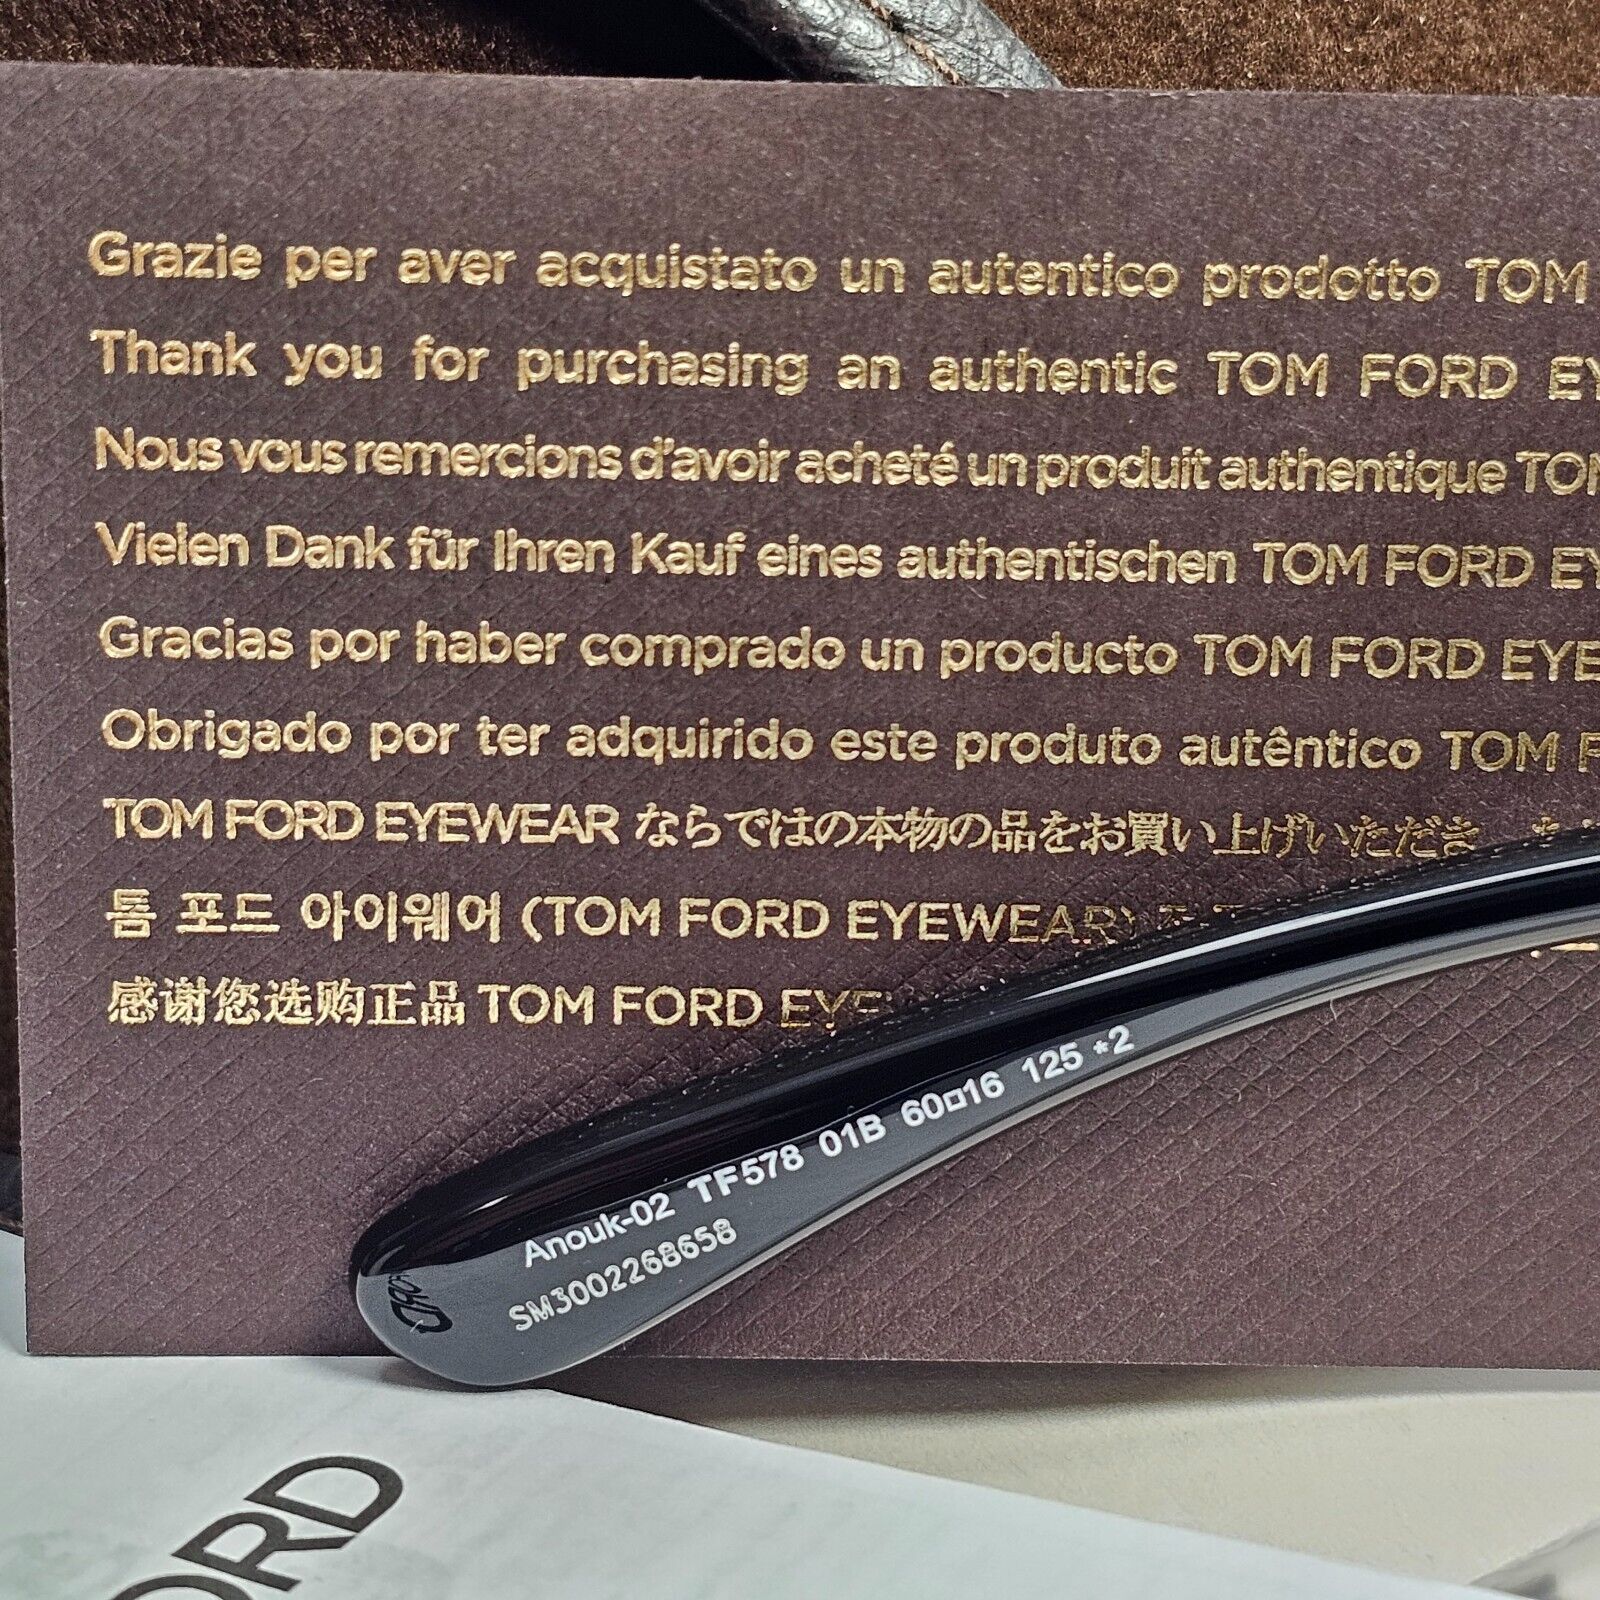 Grazie per aver acquistato un autentico prodotto TOM
Thank you for purchasing an authentic TOM FORD EY
Nous vous remercions d'avoir acheté un produit authentique TOM
Vielen Dank für Ihren Kauf eines authentischen TOM FORD EY
Gracias por haber comprado un producto TOM FORD EYE
Obrigado por ter adquirido este produto autêntico TOM F
TOM FORD EYEWEAR ならではの本物の品をお買い上げいただき
톰 포드 아이웨어 (TOM FORD EYEWEAR)
感谢您选购正品 TOM FORD EYE
Anouk-02 TF578 01B 60□16 125 *2
SM3002268658
ORD